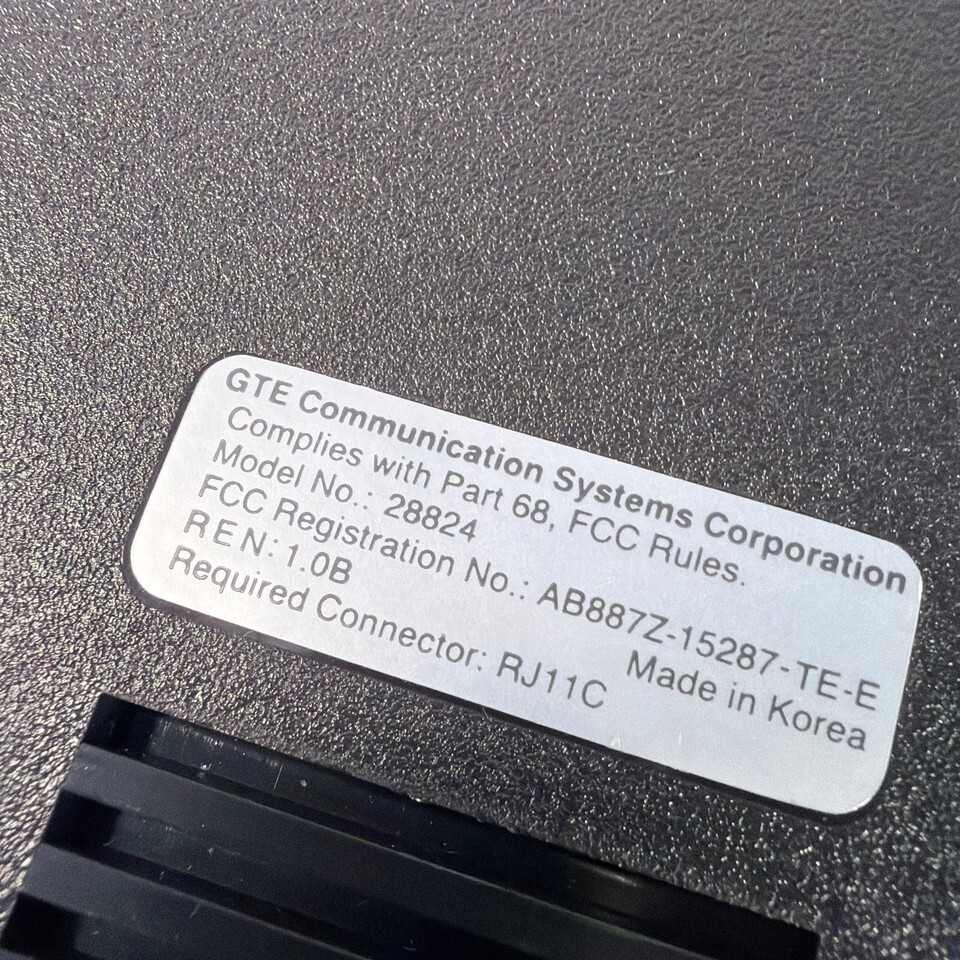 GTE Communication Systems Corporation
Complies with Part 68, FCC Rules.
Model No.: 28824
FCC Registration No.: AB887Z-15287-TE-E
R E N: 1.0B
Made in Korea
Required Connector: RJ11C